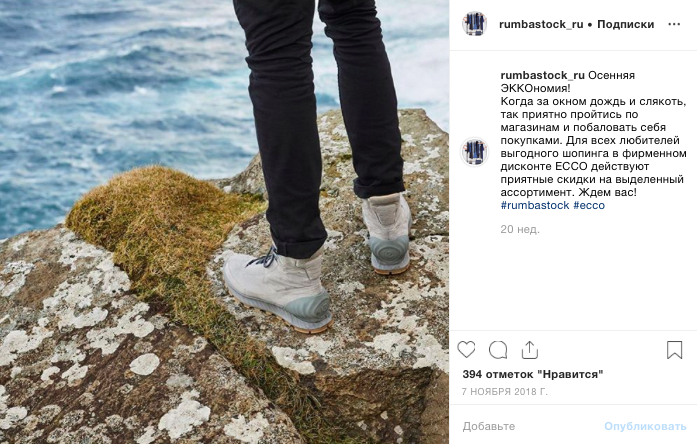 rumbastock_ru • Подписки
rumbastock_ru Осенняя
ЭККОномия!
Когда за окном дождь и слякоть,
так приятно пройтись по
магазинам и побаловать себя
покупками. Для всех любителей
выгодного шопинга в фирменном
дисконте ECCO действуют
приятные скидки на выделенный
ассортимент. Ждем вас!
#rumbastock #ecco
20 нед.
394 отметок "Нравится"
7 НОЯБРЯ 2018 Г.
Добавьте
Опубликовать